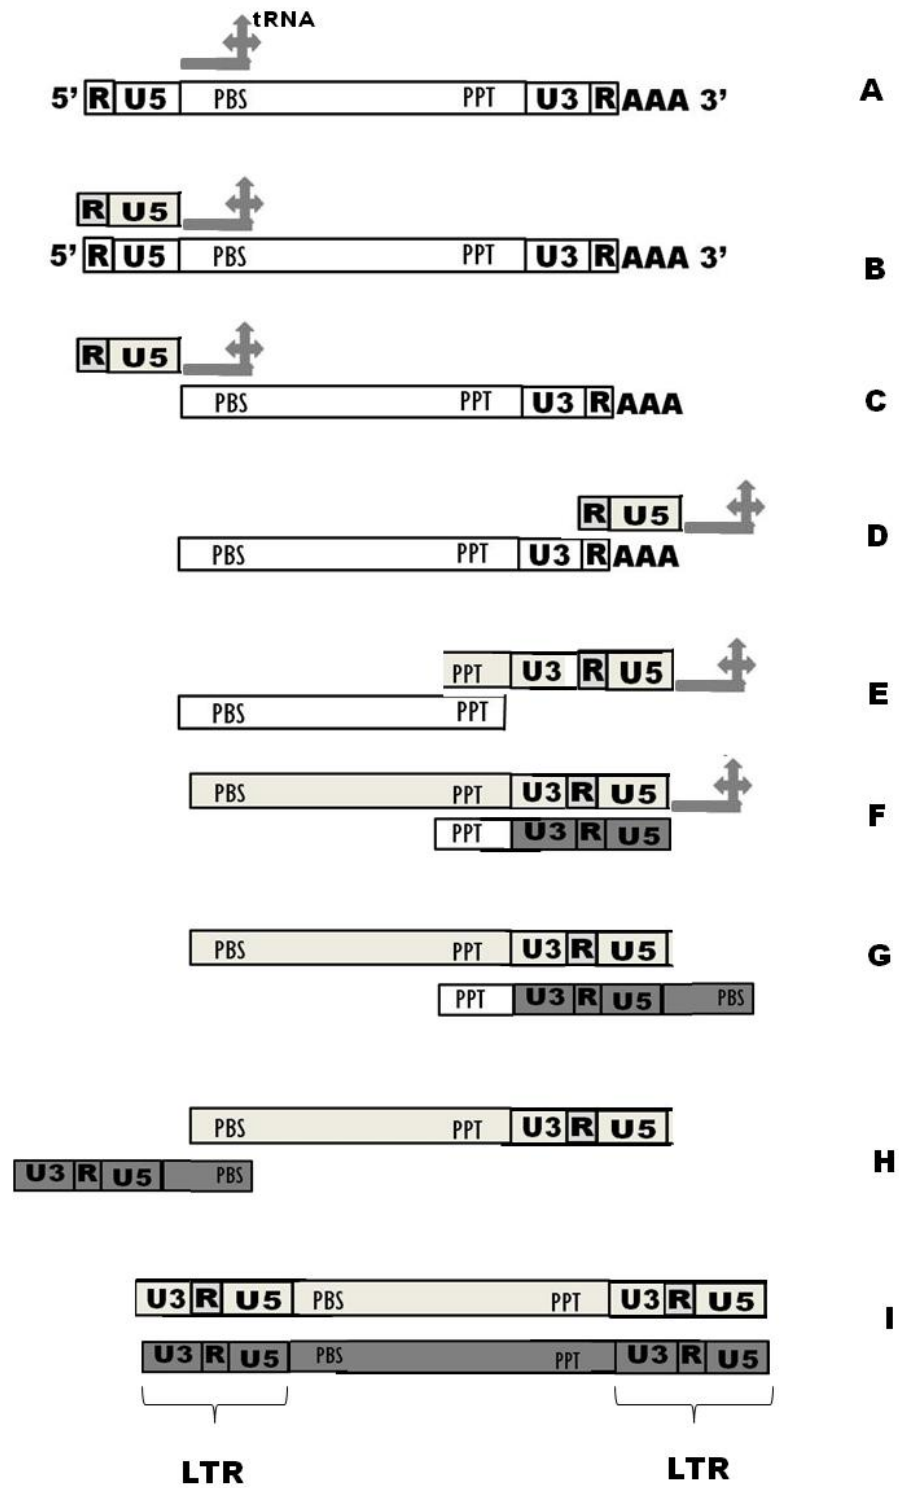 tRNA
5' R U5 PBS PPT U3 R AAA 3' A
R U5
5' R U5 PBS PPT U3 R AAA 3' B
R U5
PBS PPT U3 R AAA C
R U5
PBS PPT U3 R AAA D
PPT U3 R U5
PBS PPT E
PBS PPT U3 R U5
PPT U3 R U5 F
PBS PPT U3 R U5 G
PPT U3 R U5 PBS
PBS PPT U3 R U5
U3 R U5 PBS H
U3 R U5 PBS PPT U3 R U5 I
U3 R U5 PBS PPT U3 R U5
LTR LTR